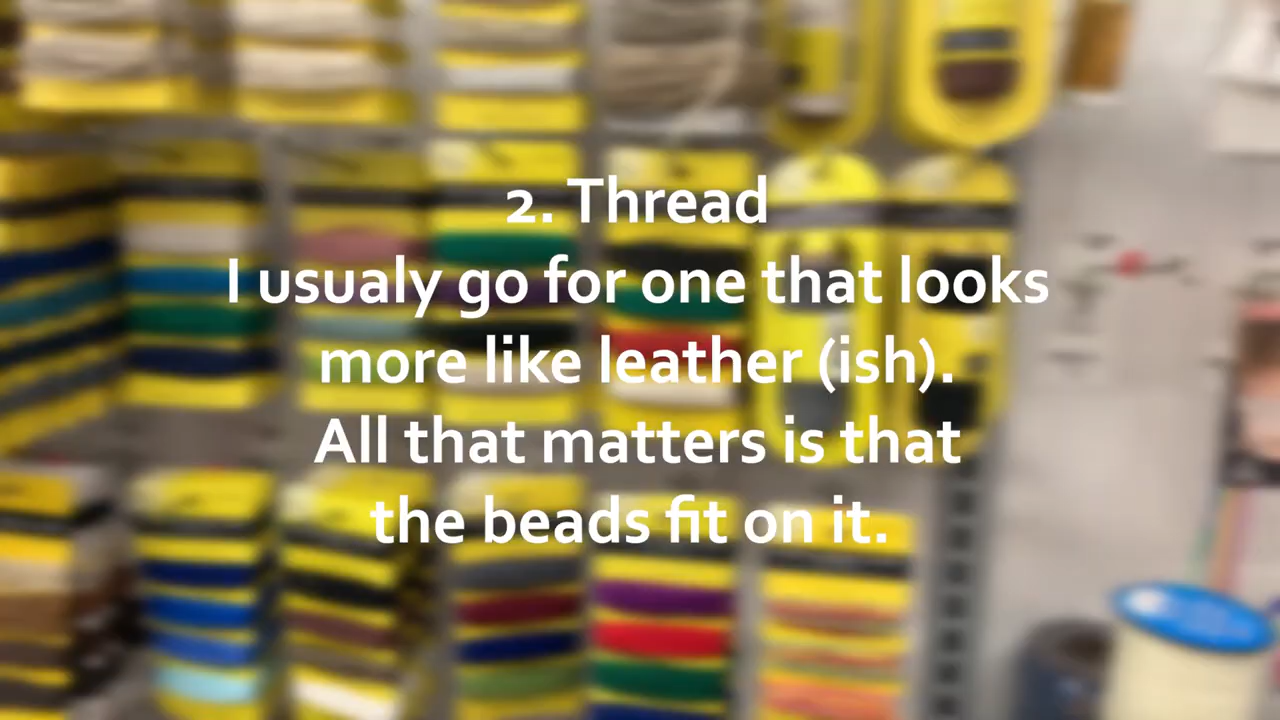 2. Thread
I usualy go for one that looks
more like leather (ish).
All that matters is that
the beads fit on it.